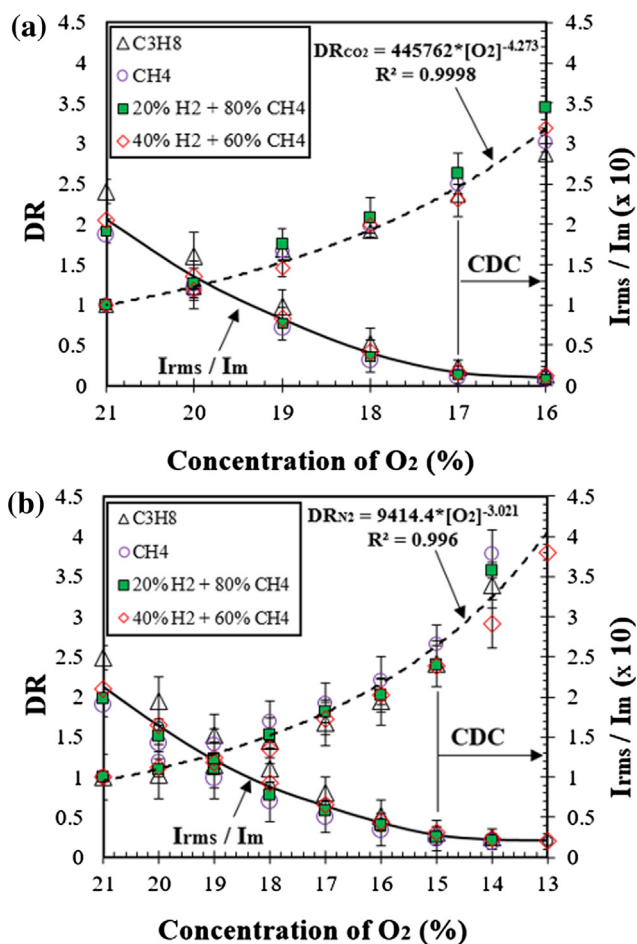 (a)
4.5
4
3.5
3
2.5
2
1.5
1
0.5
0
DR
C3H8
CH4
20% H2 + 80% CH4
40% H2 + 60% CH4
DRCO2 = 445762*[O2]-4.273
R² = 0.9998
CDC
Irms / Im
4.5
4
3.5
3
2.5
2
1.5
1
0.5
0
Irms / Im (x 10)
21 20 19 18 17 16
Concentration of O2 (%)
(b)
4.5
4
3.5
3
2.5
2
1.5
1
0.5
0
DR
C3H8
CH4
20% H2 + 80% CH4
40% H2 + 60% CH4
DRN2 = 9414.4*[O2]-3.021
R² = 0.996
CDC
Irms / Im
4.5
4
3.5
3
2.5
2
1.5
1
0.5
0
Irms / Im (x 10)
21 20 19 18 17 16 15 14 13
Concentration of O2 (%)